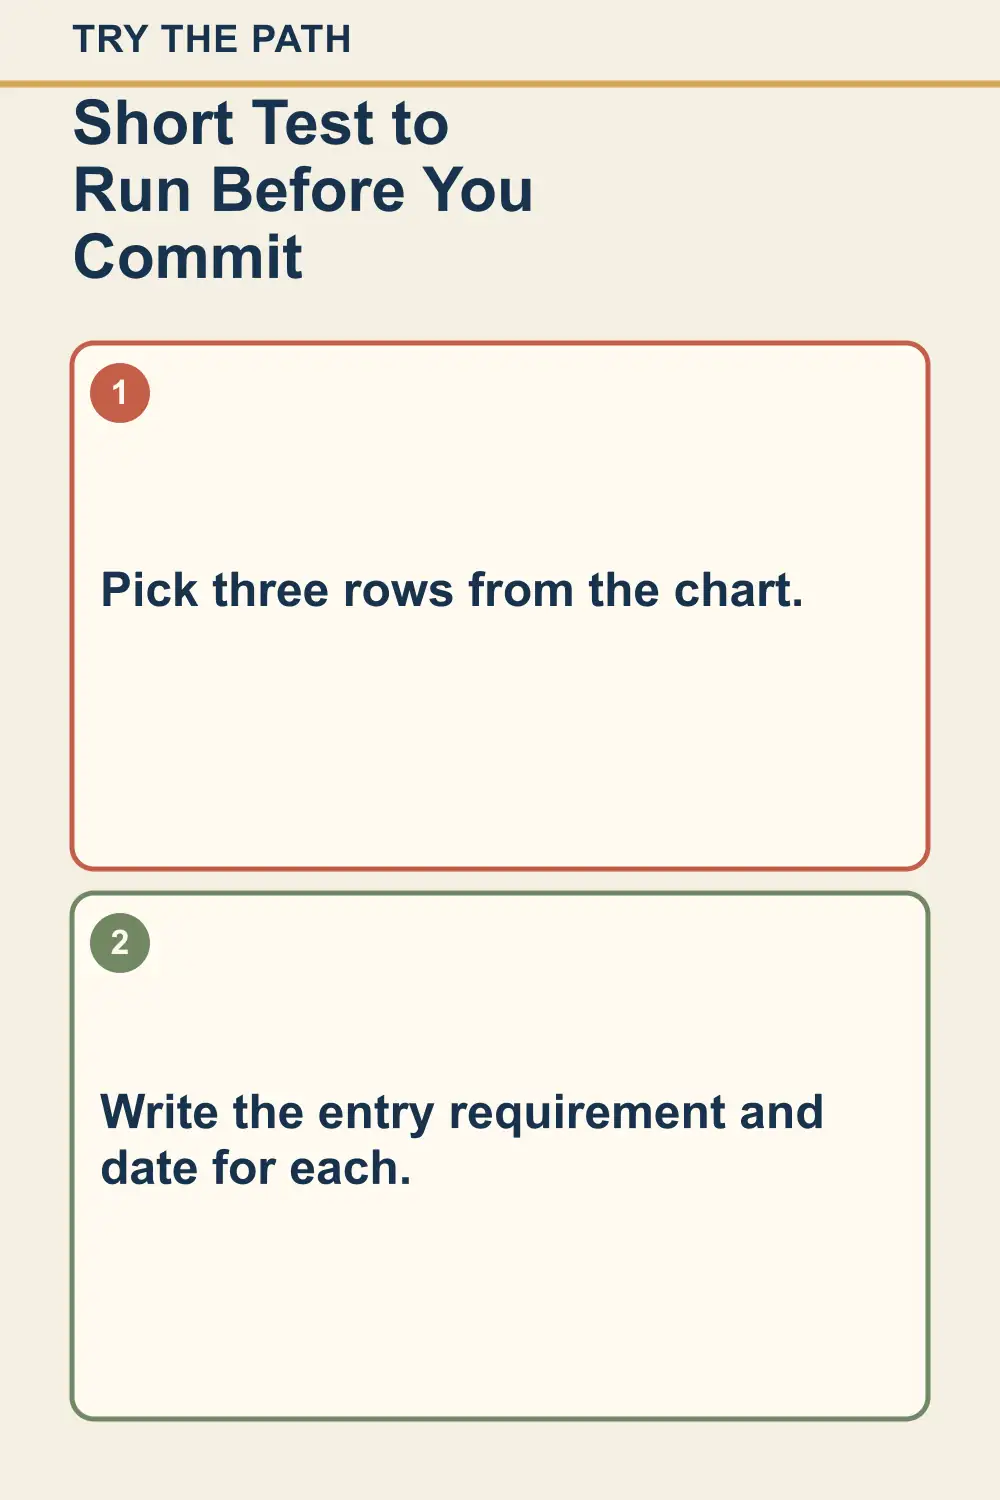 TRY THE PATH
Short Test to
Run Before You
Commit
1
Pick three rows from the chart.
2
Write the entry requirement and
date for each.